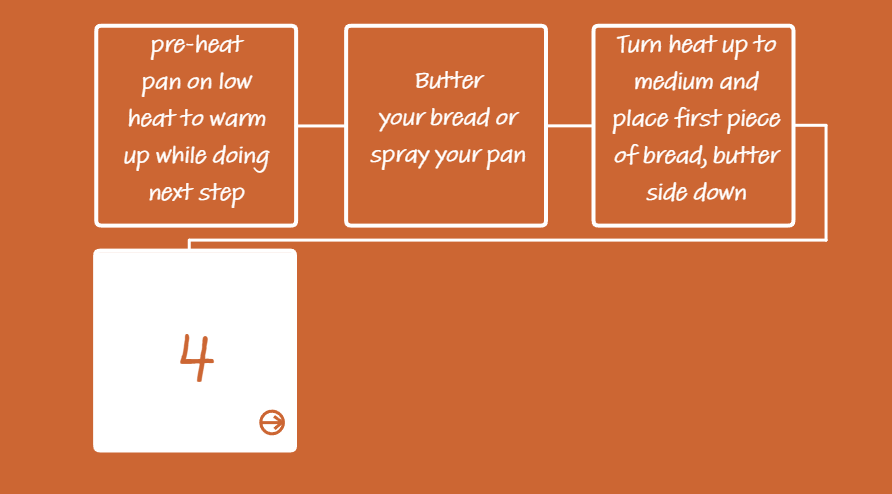 pre-heat
pan on low
heat to warm
up while doing
next step
Butter
your bread or
spray your pan
Turn heat up to
medium and
place first piece
of bread, butter
side down
4